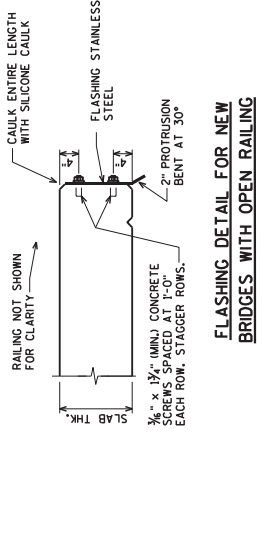 CAULK ENTIRE LENGTH
WITH SILICONE CAULK
RAILING NOT SHOWN
FOR CLARITY
4"
4"
FLASHING STAINLESS
STEEL
SLAB THK.
2" PROTRUSION
BENT AT 30°
3/16" x 1 3/4" (MIN.) CONCRETE
SCREWS SPACED AT 1'-0"
EACH ROW. STAGGER ROWS.
FLASHING DETAIL FOR NEW
BRIDGES WITH OPEN RAILING